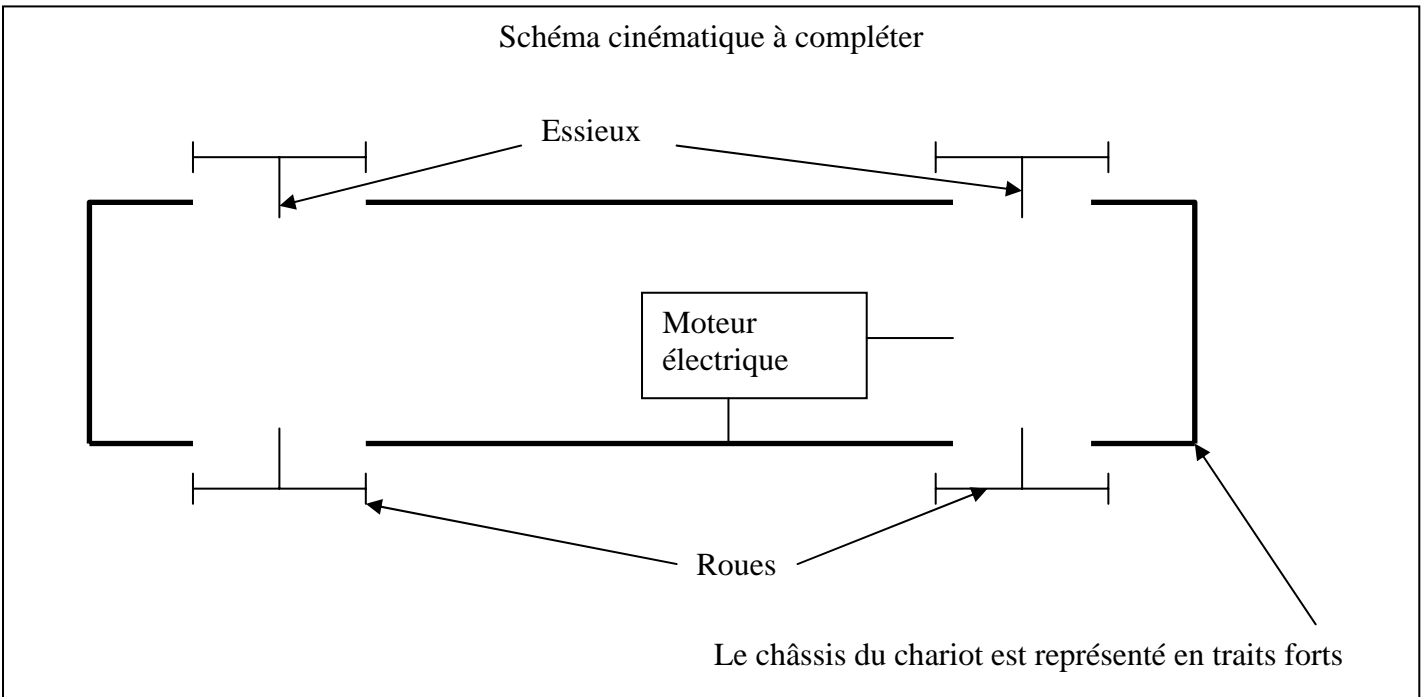 Schéma cinématique à compléter
Essieux
Moteur
électrique
Roues
Le châssis du chariot est représenté en traits forts